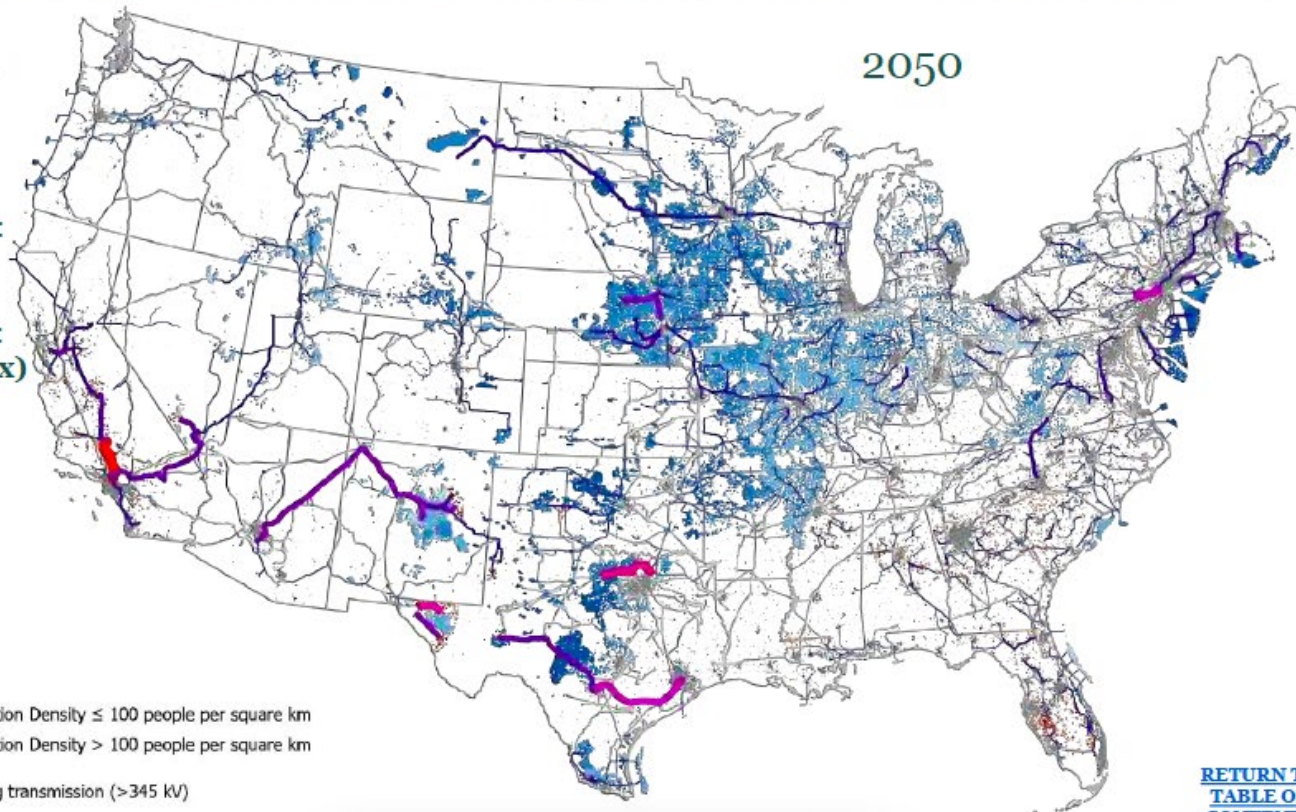 2050
x)
ion Density ≤ 100 people per square km
ion Density > 100 people per square km
g transmission (>345 kV)
RETURN T
TABLE O